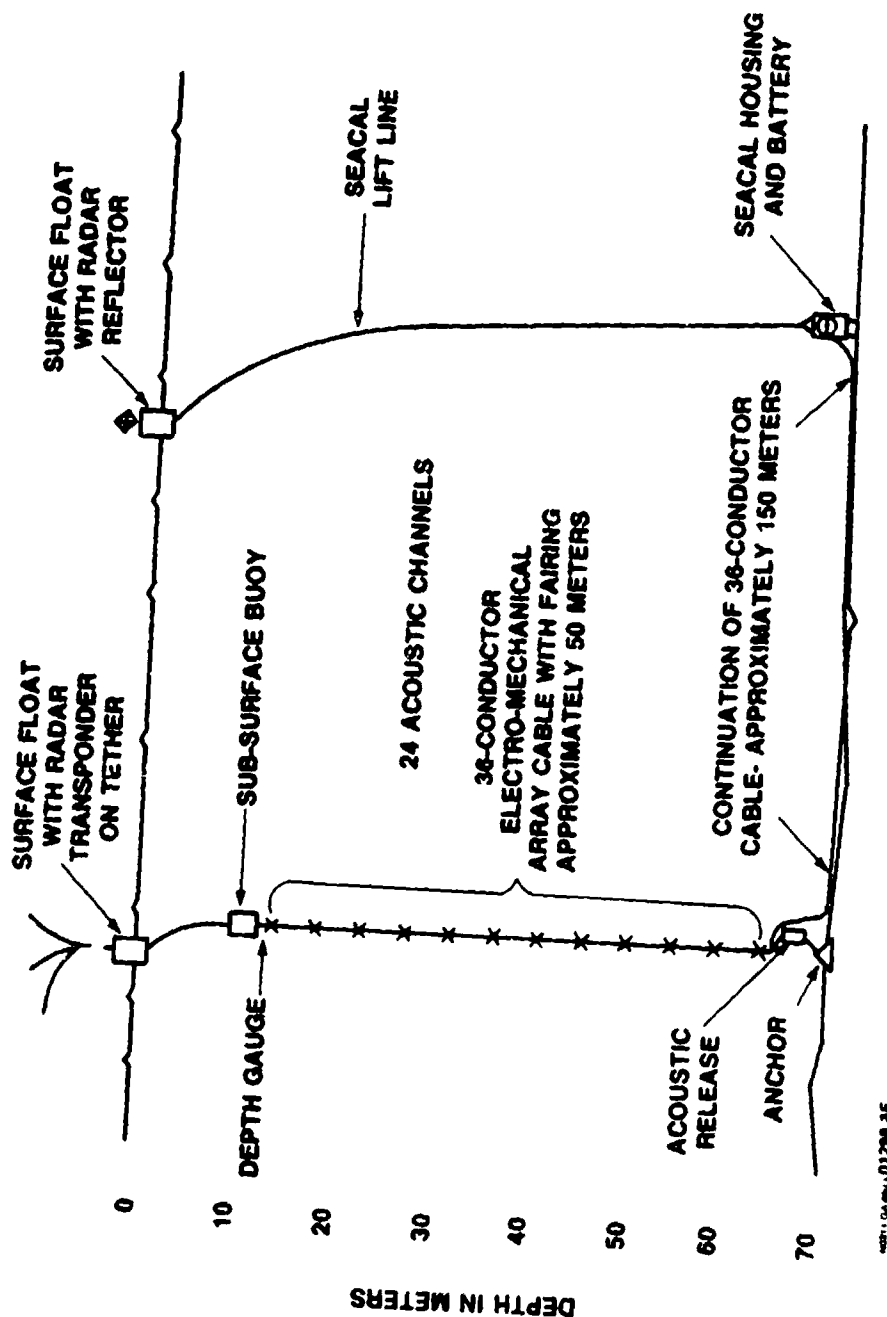 SURFACE FLOAT
WITH RADAR
TRANSPONDER
ON TETHER
SURFACE FLOAT
WITH RADAR
REFLECTOR
SUB-SURFACE BUOY
DEPTH GAUGE
SEACAL
LIFT LINE
24 ACOUSTIC CHANNELS
36-CONDUCTOR
ELECTRO-MECHANICAL
ARRAY CABLE WITH FAIRING
APPROXIMATELY 50 METERS
ACOUSTIC
RELEASE
ANCHOR
CONTINUATION OF 36-CONDUCTOR
CABLE- APPROXIMATELY 150 METERS
SEACAL HOUSING
AND BATTERY
DEPTH IN METERS
0
10
20
30
40
50
60
70